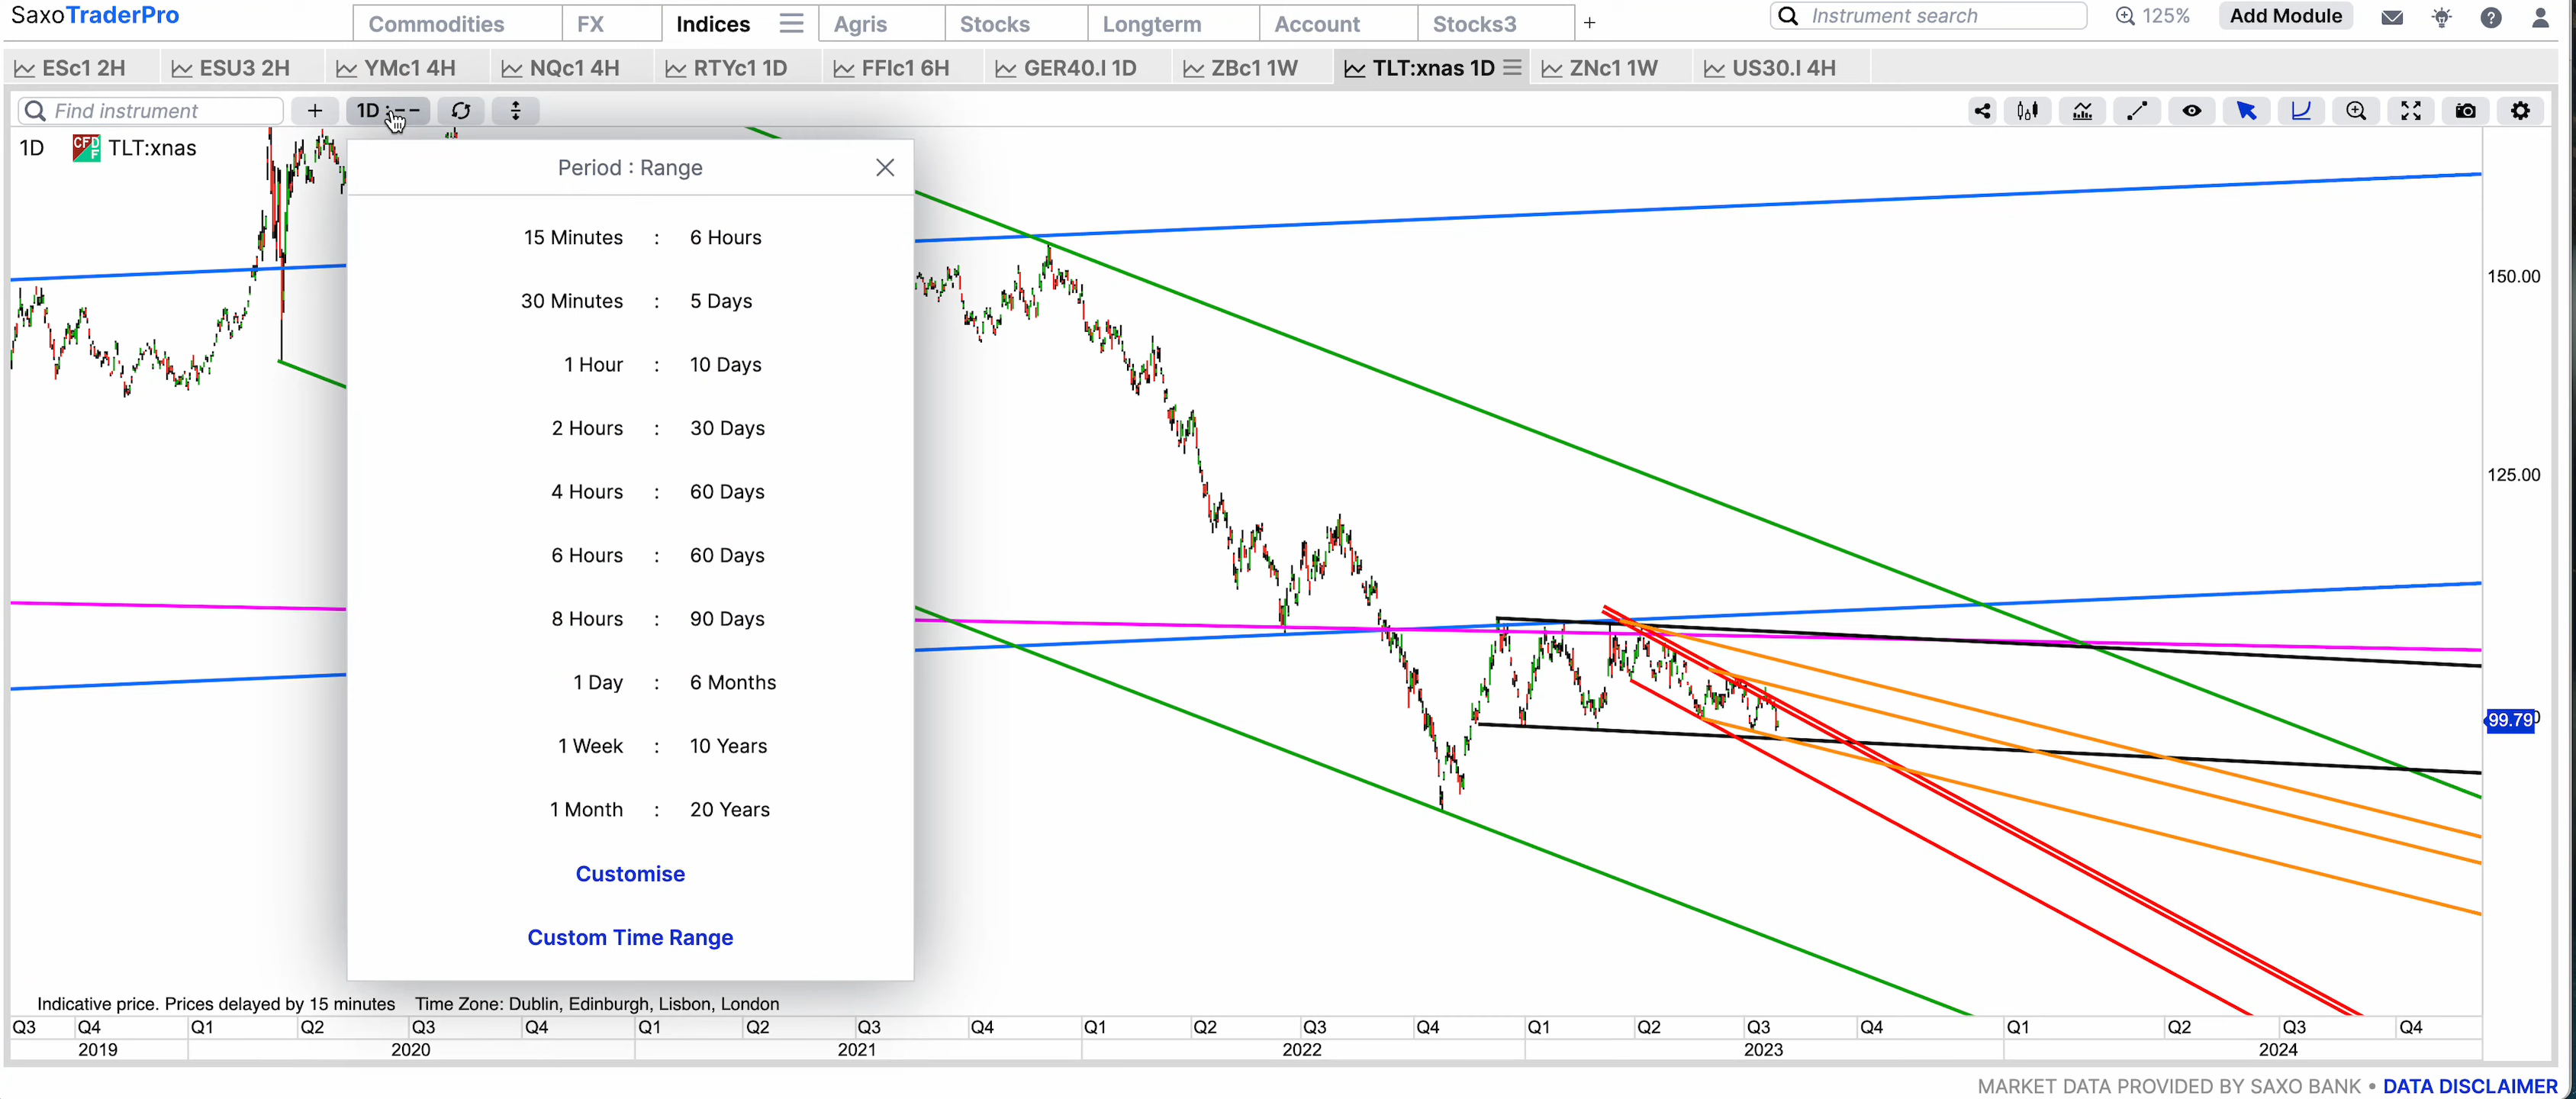 SaxoTraderPro
Commodities FX Indices Agris Stocks Longterm Account Stocks3 +
Instrument search 125% Add Module
ESc1 2H ESU3 2H YMc1 4H NQc1 4H RTYc1 1D FFIc1 6H GER40.I 1D ZBc1 1W TLT:xnas 1D ZNc1 1W US30.I 4H
Find instrument + 1D :--
1D CFD F TLT:xnas
Period : Range
15 Minutes : 6 Hours
30 Minutes : 5 Days
1 Hour : 10 Days
2 Hours : 30 Days
4 Hours : 60 Days
6 Hours : 60 Days
8 Hours : 90 Days
1 Day : 6 Months
1 Week : 10 Years
1 Month : 20 Years
Customise
Custom Time Range
150.00
125.00
99.79
Indicative price. Prices delayed by 15 minutes Time Zone: Dublin, Edinburgh, Lisbon, London
Q3 Q4 Q1 Q2 Q3 Q4 Q1 Q2 Q3 Q4 Q1 Q2 Q3 Q4 Q1 Q2 Q3 Q4 Q1 Q2 Q3 Q4
2019 2020 2021 2022 2023 2024
MARKET DATA PROVIDED BY SAXO BANK • DATA DISCLAIMER